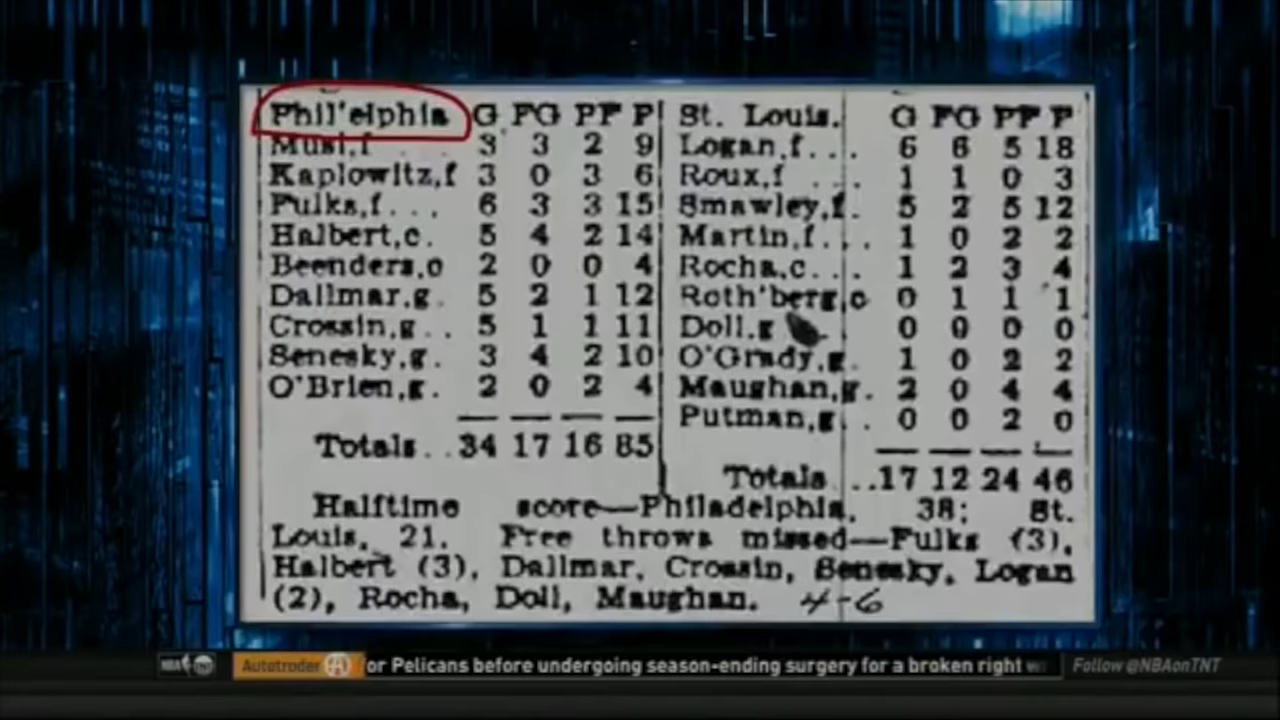 Phil'elphia G FG PF P
Musi,f 3 3 2 9
Kaplowitz,f 3 0 3 6
Fulks,f... 6 3 3 15
Halbert,c. 5 4 2 14
Beenders,c 2 0 0 4
Dallmar,g. 5 2 1 12
Crossin,g.. 5 1 1 11
Senesky,g. 3 4 2 10
O'Brien,g. 2 0 2 4
Totals.. 34 17 16 85
St. Louis. G FG PF P
Logan,f... 6 6 5 18
Roux,f ... 1 1 0 3
Smawley,f. 5 2 5 12
Martin,f... 1 0 2 2
Rocha,c... 1 2 3 4
Roth'berg,c 0 1 1 1
Doll,g 0 0 0 0
O'Grady,g. 1 0 2 2
Maughan,g. 2 0 4 4
Putman,g.. 0 0 2 0
Totals ..17 12 24 46
Halftime score—Philadelphia, 38; St.
Louis, 21. Free throws missed—Fulks (3),
Halbert (3), Dallmar, Crossin, Senesky, Logan
(2), Rocha, Doll, Maughan. 4-6
NBA TNT Autotrader or Pelicans before undergoing season-ending surgery for a broken right Follow @NBAonTNT